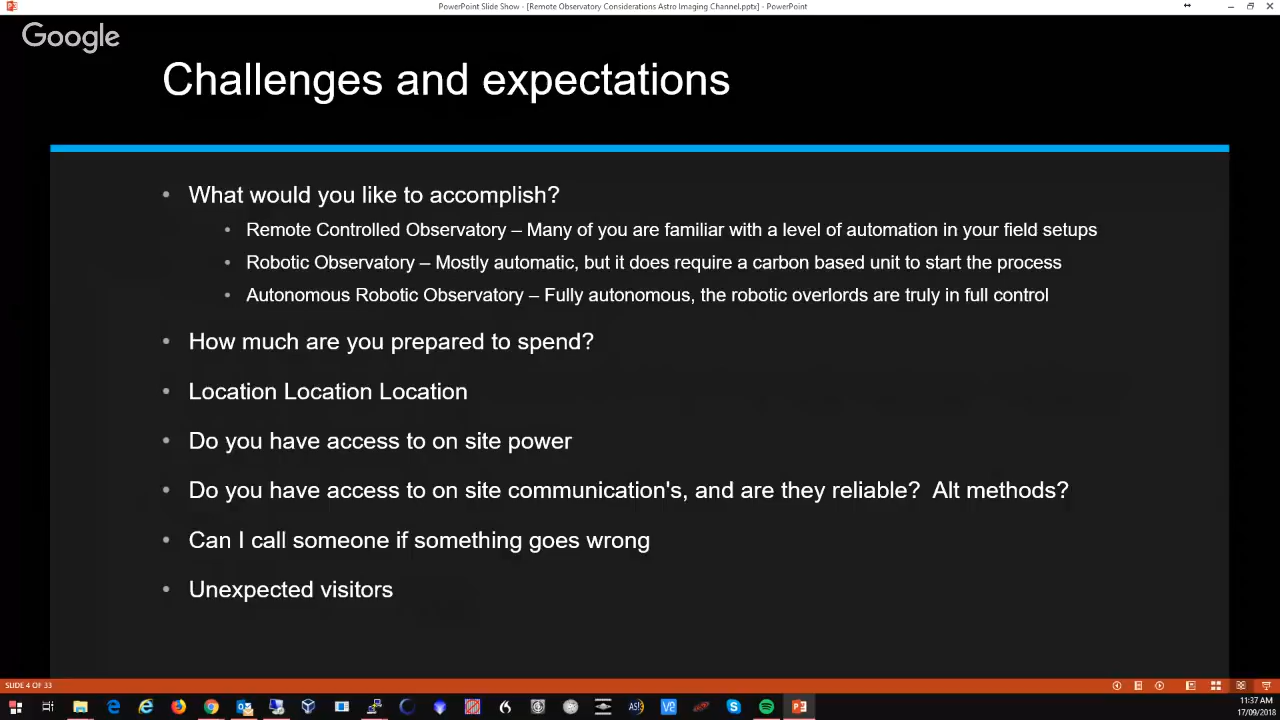 PowerPoint Slide Show - [Remote Observatory Considerations Astro Imaging Channel.pptx] - PowerPoint
Google
Challenges and expectations
• What would you like to accomplish?
• Remote Controlled Observatory – Many of you are familiar with a level of automation in your field setups
• Robotic Observatory – Mostly automatic, but it does require a carbon based unit to start the process
• Autonomous Robotic Observatory – Fully autonomous, the robotic overlords are truly in full control
• How much are you prepared to spend?
• Location Location Location
• Do you have access to on site power
• Do you have access to on site communication's, and are they reliable?  Alt methods?
• Can I call someone if something goes wrong
• Unexpected visitors
SLIDE 4 OF 33
11:37 AM
17/09/2018